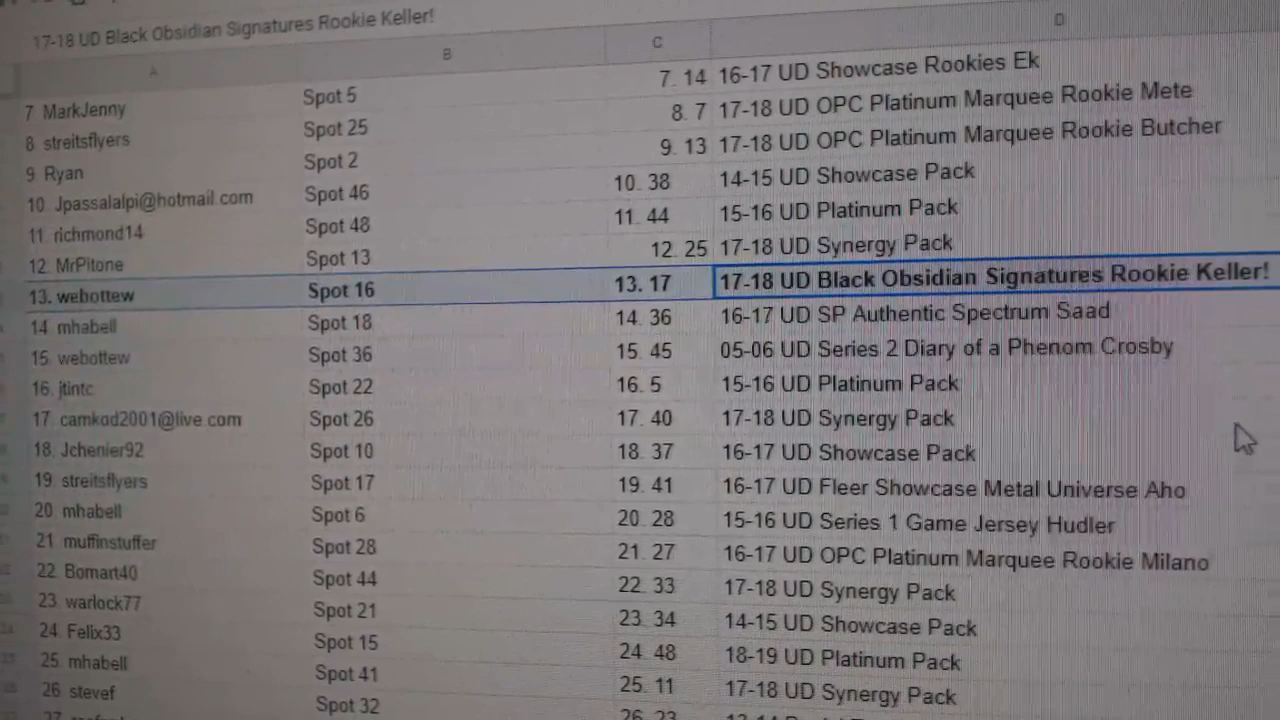 17-18 UD Black Obsidian Signatures Rookie Keller!
A B C D
7 MarkJenny Spot 5 7. 14 16-17 UD Showcase Rookies Ek
8 streitsflyers Spot 25 8. 7 17-18 UD OPC Platinum Marquee Rookie Mete
9 Ryan Spot 2 9. 13 17-18 UD OPC Platinum Marquee Rookie Butcher
10. Jpassalalpi@hotmail.com Spot 46 10. 38 14-15 UD Showcase Pack
11. richmond14 Spot 48 11. 44 15-16 UD Platinum Pack
12. MrPitone Spot 13 12. 25 17-18 UD Synergy Pack
13. webottew Spot 16 13. 17 17-18 UD Black Obsidian Signatures Rookie Keller!
14. mhabell Spot 18 14. 36 16-17 UD SP Authentic Spectrum Saad
15. webottew Spot 36 15. 45 05-06 UD Series 2 Diary of a Phenom Crosby
16. jtintc Spot 22 16. 5 15-16 UD Platinum Pack
17. camkad2001@live.com Spot 26 17. 40 17-18 UD Synergy Pack
18. Jchenier92 Spot 10 18. 37 16-17 UD Showcase Pack
19. streitsflyers Spot 17 19. 41 16-17 UD Fleer Showcase Metal Universe Aho
20. mhabell Spot 6 20. 28 15-16 UD Series 1 Game Jersey Hudler
21. muffinstuffer Spot 28 21. 27 16-17 UD OPC Platinum Marquee Rookie Milano
22. Bomart40 Spot 44 22. 33 17-18 UD Synergy Pack
23. warlock77 Spot 21 23. 34 14-15 UD Showcase Pack
24. Felix33 Spot 15 24. 48 18-19 UD Platinum Pack
25. mhabell Spot 41 25. 11 17-18 UD Synergy Pack
26 stevef Spot 32 26. 23